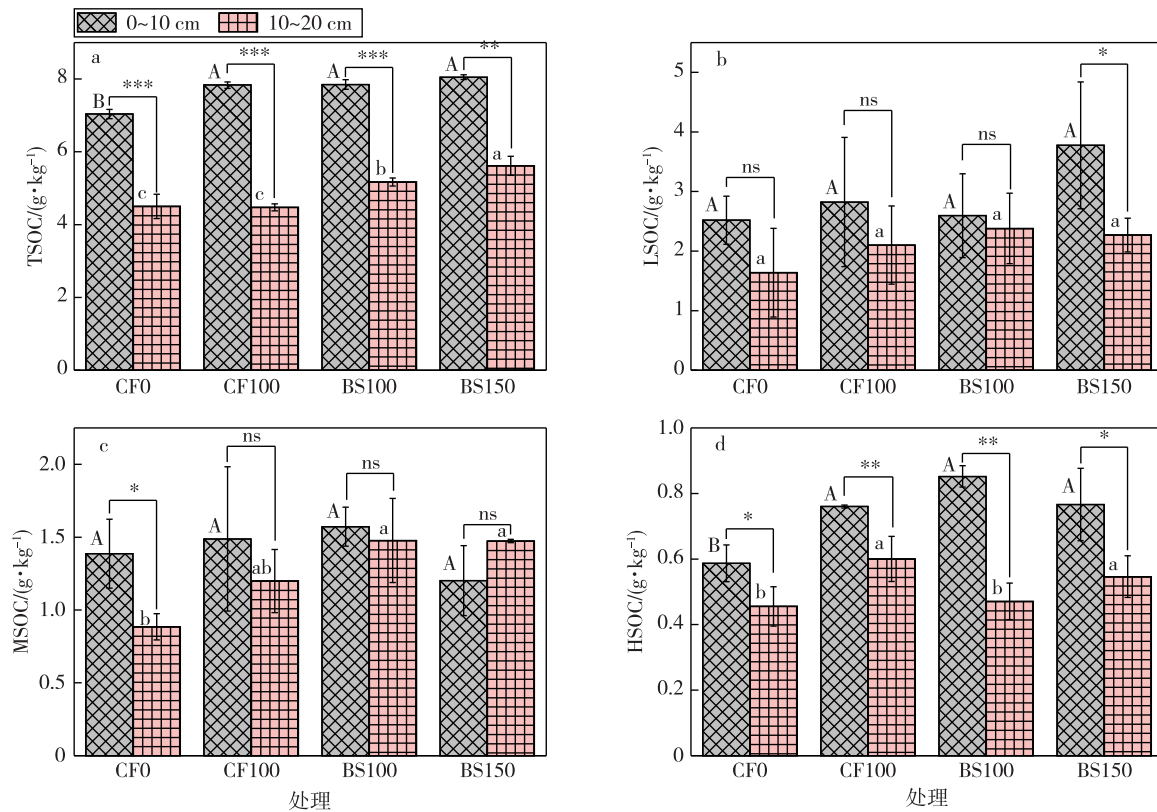 0~10 cm 10~20 cm
a
TSOC/(g·kg⁻¹)
8
6
4
2
0
B *** c
A *** c
A *** b
A ** a
CF0 CF100 BS100 BS150
b
LSOC/(g·kg⁻¹)
5
4
3
2
1
0
A ns a
A ns a
A ns a
A * a
CF0 CF100 BS100 BS150
c
MSOC/(g·kg⁻¹)
2.0
1.5
1.0
0.5
0
A * b
A ns ab
A ns a
A ns a
CF0 CF100 BS100 BS150
处理
d
HSOC/(g·kg⁻¹)
1.0
0.8
0.6
0.4
0.2
0
B * b
A ** a
A ** b
A * a
CF0 CF100 BS100 BS150
处理